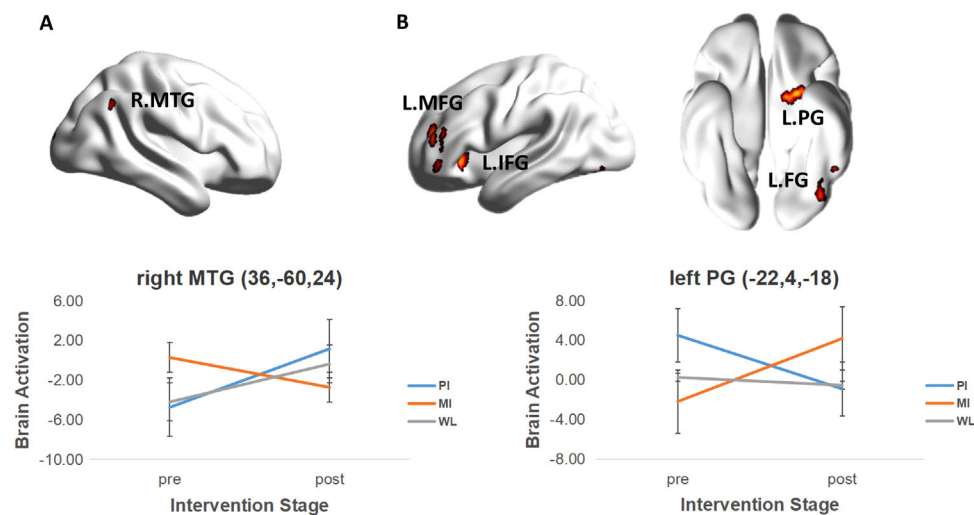 A
B
R.MTG
L.MFG
L.IFG
L.PG
L.FG
right MTG (36,-60,24)
6.00
2.00
-2.00
-6.00
-10.00
Brain Activation
pre
post
Intervention Stage
PI
MI
WL
left PG (-22,4,-18)
8.00
4.00
0.00
-4.00
-8.00
Brain Activation
pre
post
Intervention Stage
PI
MI
WL